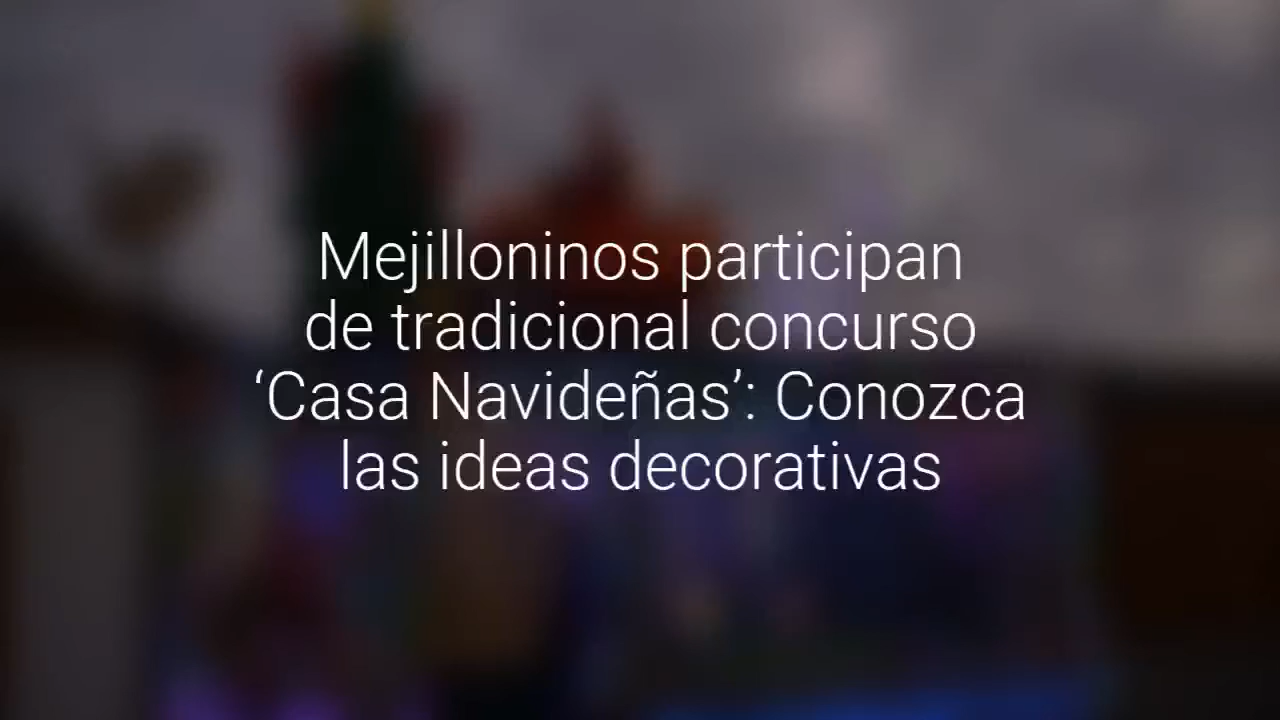 Mejilloninos participan
de tradicional concurso
‘Casa Navideñas’: Conozca
las ideas decorativas